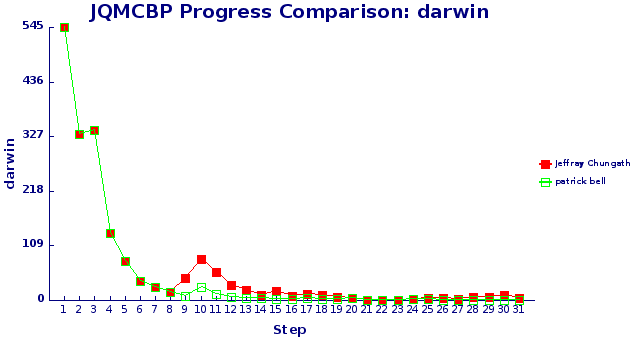 JQMCBP Progress Comparison: darwin
545
436
327
218
109
0
darwin
1 2 3 4 5 6 7 8 9 10 11 12 13 14 15 16 17 18 19 20 21 22 23 24 25 26 27 28 29 30 31
Step
Jeffray Chungath
patrick bell